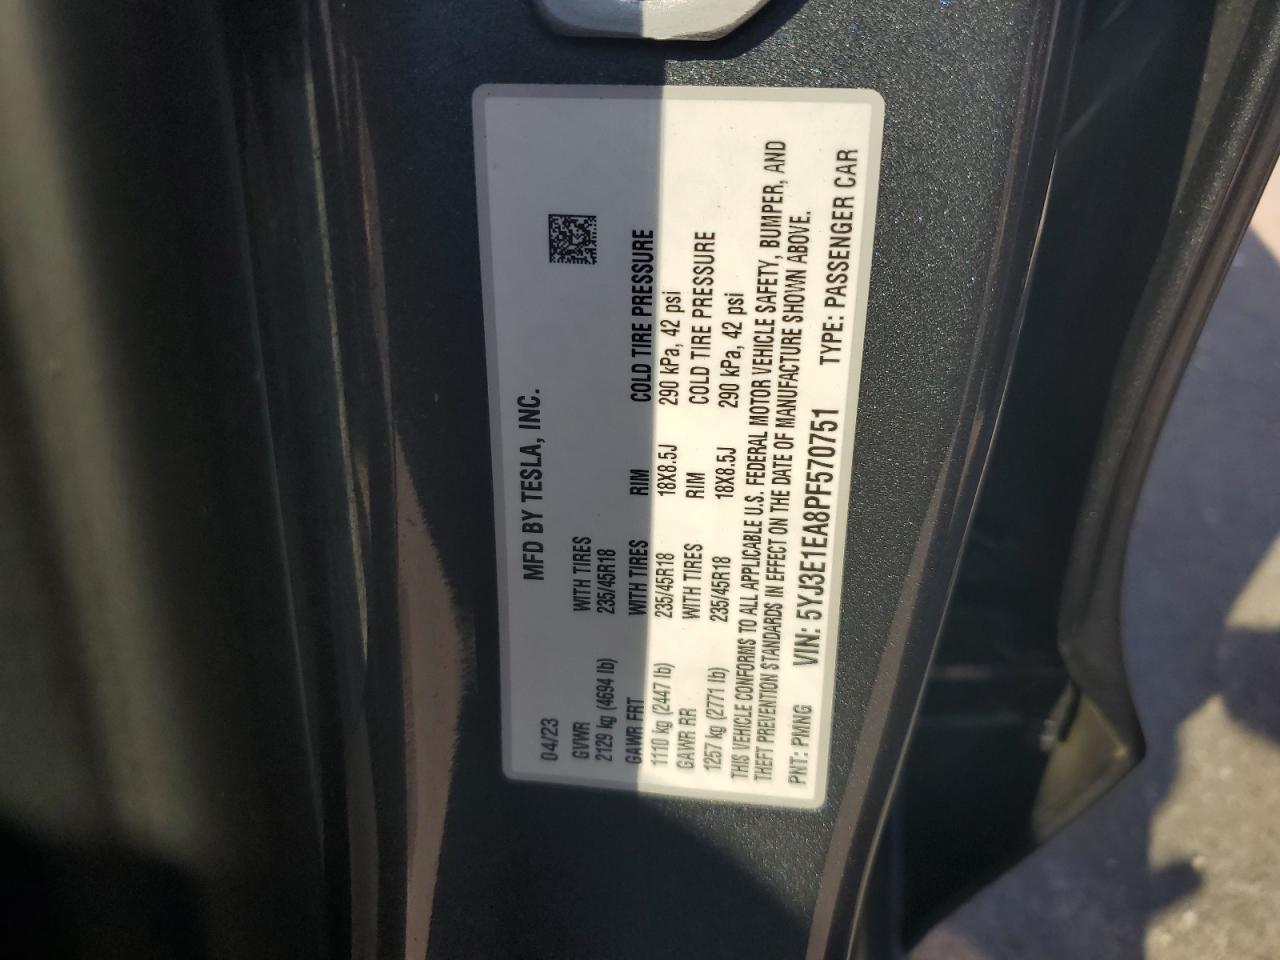 MFD BY TESLA, INC.
04/23
GVWR WITH TIRES
2129 kg (4694 lb) 235/45R18
GAWR FRT WITH TIRES RIM COLD TIRE PRESSURE
1110 kg (2447 lb) 235/45R18 18X8.5J 290 kPa, 42 psi
GAWR RR WITH TIRES RIM COLD TIRE PRESSURE
1257 kg (2771 lb) 235/45R18 18X8.5J 290 kPa, 42 psi
THIS VEHICLE CONFORMS TO ALL APPLICABLE U.S. FEDERAL MOTOR VEHICLE SAFETY, BUMPER, AND
THEFT PREVENTION STANDARDS IN EFFECT ON THE DATE OF MANUFACTURE SHOWN ABOVE.
PNT: PMNG VIN: 5YJ3E1EA8PF570751 TYPE: PASSENGER CAR